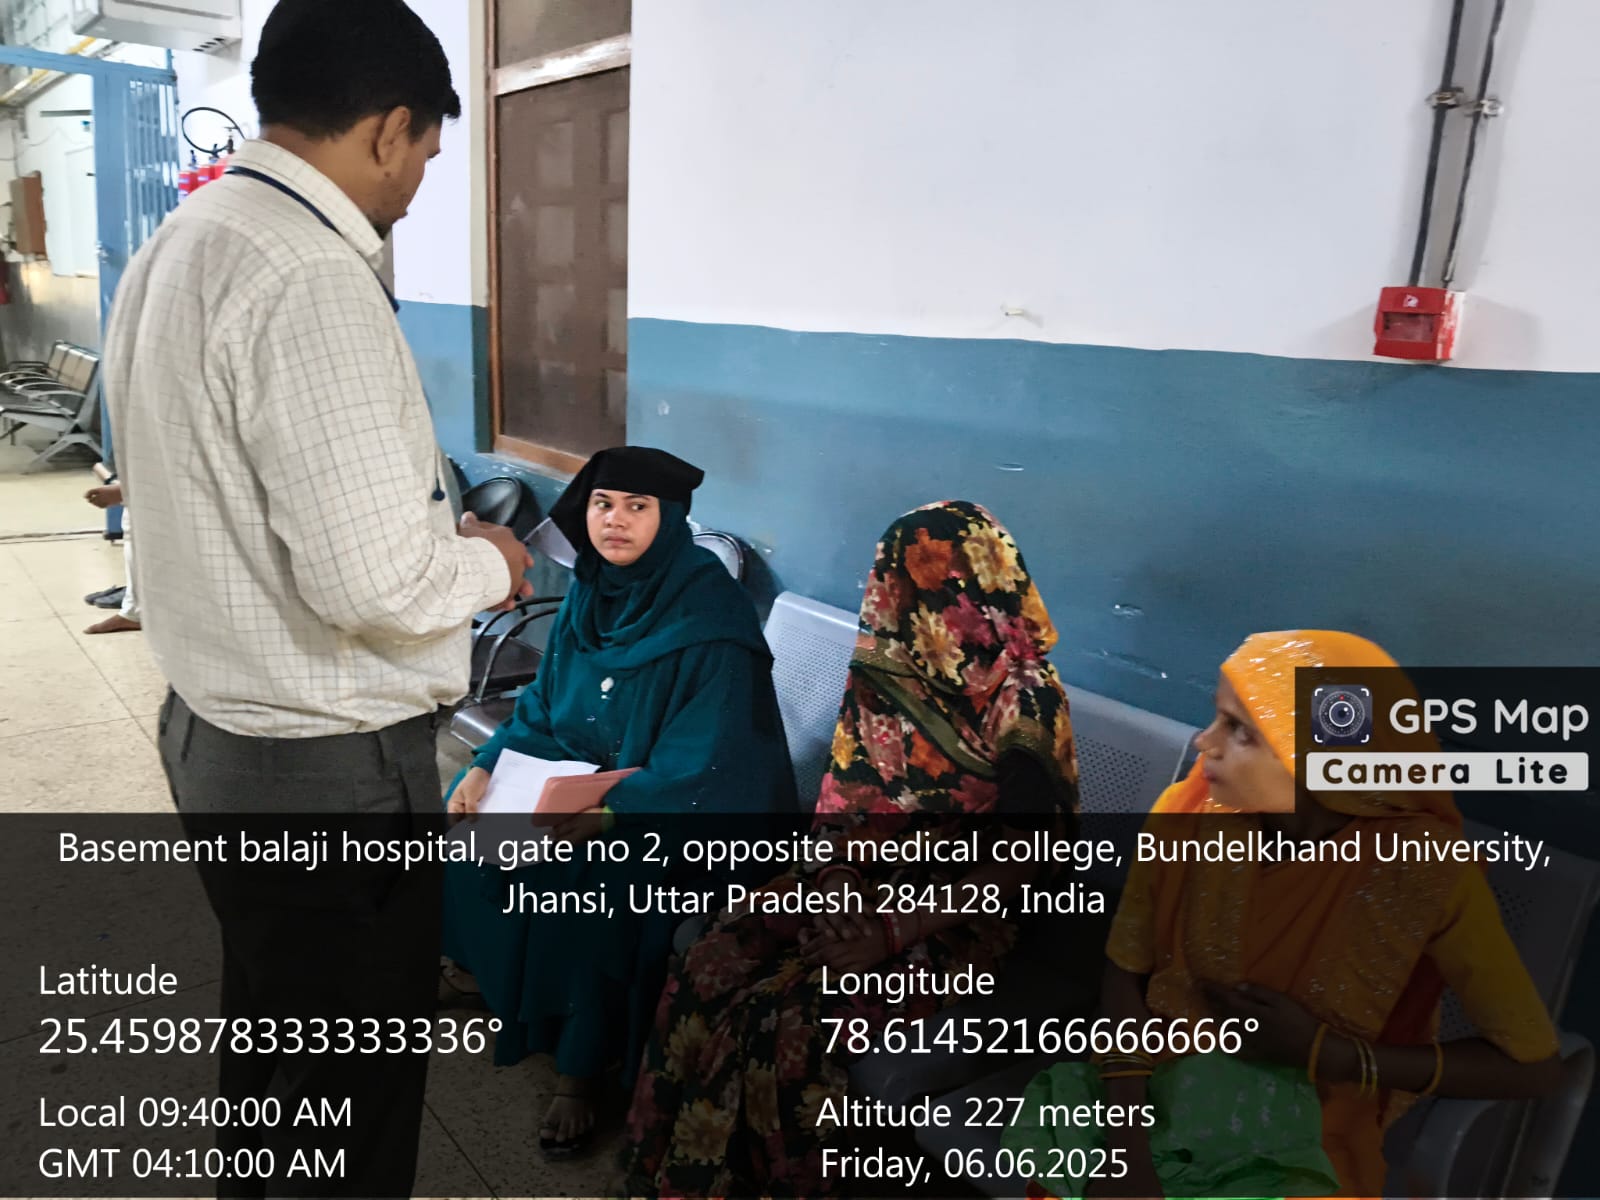 GPS Map
Camera Lite
Basement balaji hospital, gate no 2, opposite medical college, Bundelkhand University,
Jhansi, Uttar Pradesh 284128, India
Latitude
25.459878333333336°
Longitude
78.61452166666666°
Local 09:40:00 AM
GMT 04:10:00 AM
Altitude 227 meters
Friday, 06.06.2025